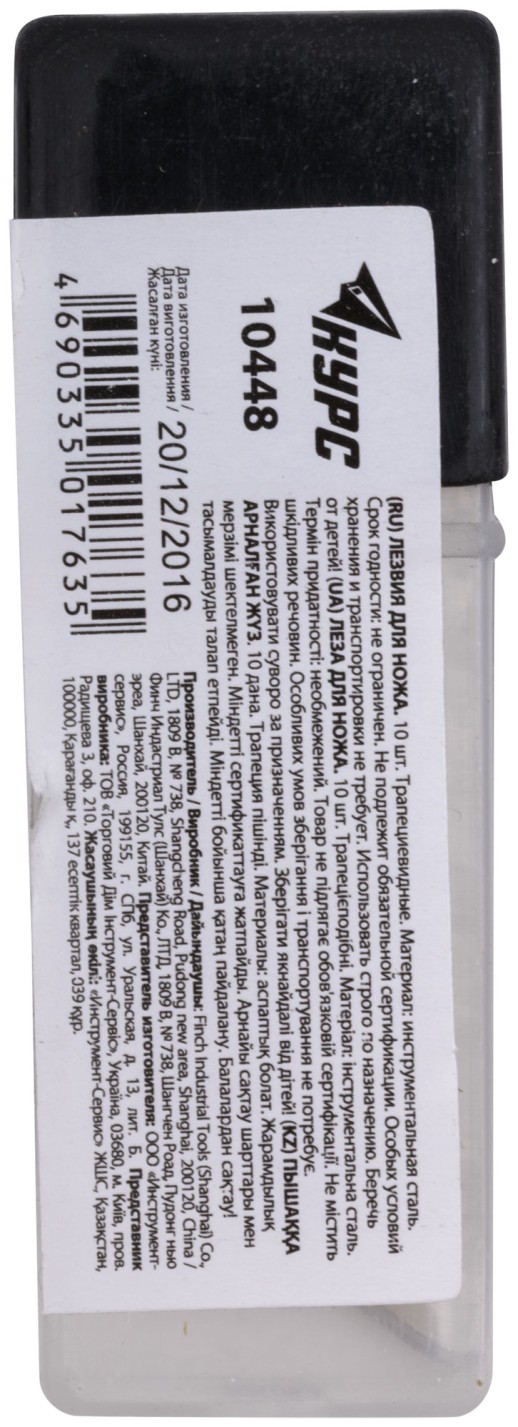 КУРС
10448
Дата изготовления /
Дата виготовлення /
Жасалған күні:
20/12/2016
4 690335 017635
(RU) ЛЕЗВИЯ ДЛЯ НОЖА. 10 шт. Трапециевидные. Материал: инструментальная сталь.
Срок годности: не ограничен. Не подлежит обязательной сертификации. Особых условий
хранения и транспортировки не требует. Использовать строго по назначению. Беречь
от детей! (UA) ЛЕЗА ДЛЯ НОЖА. 10 шт. Трапецієподібні. Матеріал: інструментальна сталь.
Термін придатності: необмежений. Товар не підлягає обов'язковій сертифікації. Не містить
шкідливих речовин. Особливих умов зберігання і транспортування не потребує.
Використовувати суворо за призначенням. Зберігати якнайдалі від дітей! (KZ) ПЫШАҚҚА
АРНАЛҒАН ЖҮЗ. 10 дана. Трапеция пішінді. Материалы: аспаптық болат. Жарамдылық
мерзімі шектелмеген. Міндетті сертификаттауға жатпайды. Арнайы сақтау шарттары мен
тасымалдауды талап етпейді. Міндетті бойынша қатаң пайдалану. Балалардан сақтау!
Производитель / Виробник / Дайындаушы: Finch Industrial Tools (Shanghai) Co.,
LTD, 1809 B, № 738, Shangcheng Road, Pudong new area, Shanghai, 200120, China /
Финч Индастриал Тулс (Шанхай) Ко., ЛТД, 1809 B, № 738, Шангчен Роад, Пудонг нью
эреа, Шанхай, 200120, Китай. Представитель изготовителя: ООО «Инструмент-
сервис», Россия, 199155, г. СПб, ул. Уральская, д. 13, лит. Б. Представник
виробника: ТОВ «Торговий Дім Інструмент-Сервіс», Україна, 03680, м. Київ, пров.
Радищева 3, оф. 210. Жасаушының өкілі: «Инструмент-Сервис» ЖШС, Қазақстан,
100000, Қарағанды қ., 137 есептік квартал, 039 құр.